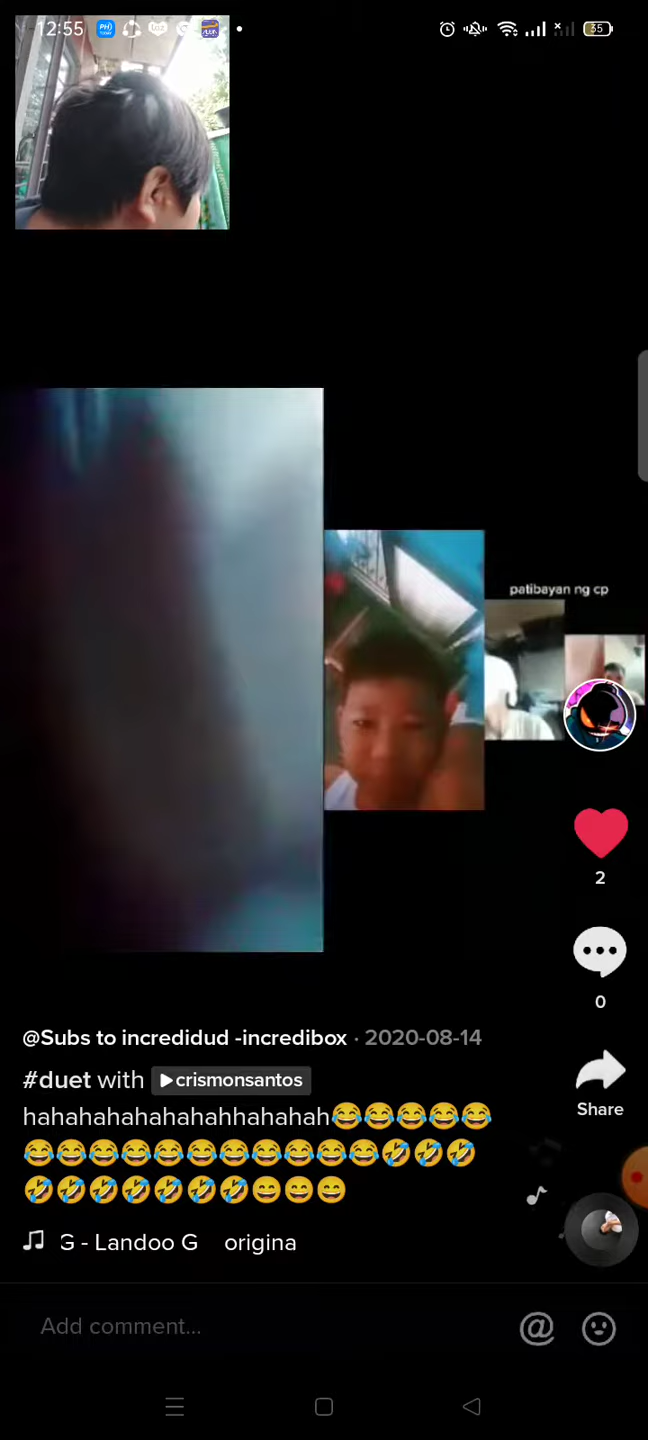 12:55
35
patibayan ng cp
2
0
@Subs to incredidud -incredibox · 2020-08-14
#duet with ▶crismonsantos
hahahahahahahahhahahah😂😂😂😂😂
😂😂😂😂😂😂😂😂😂😂😂🤣🤣🤣
🤣🤣🤣🤣🤣🤣🤣😄😄😄
Share
G - Landoo G origina
Add comment...